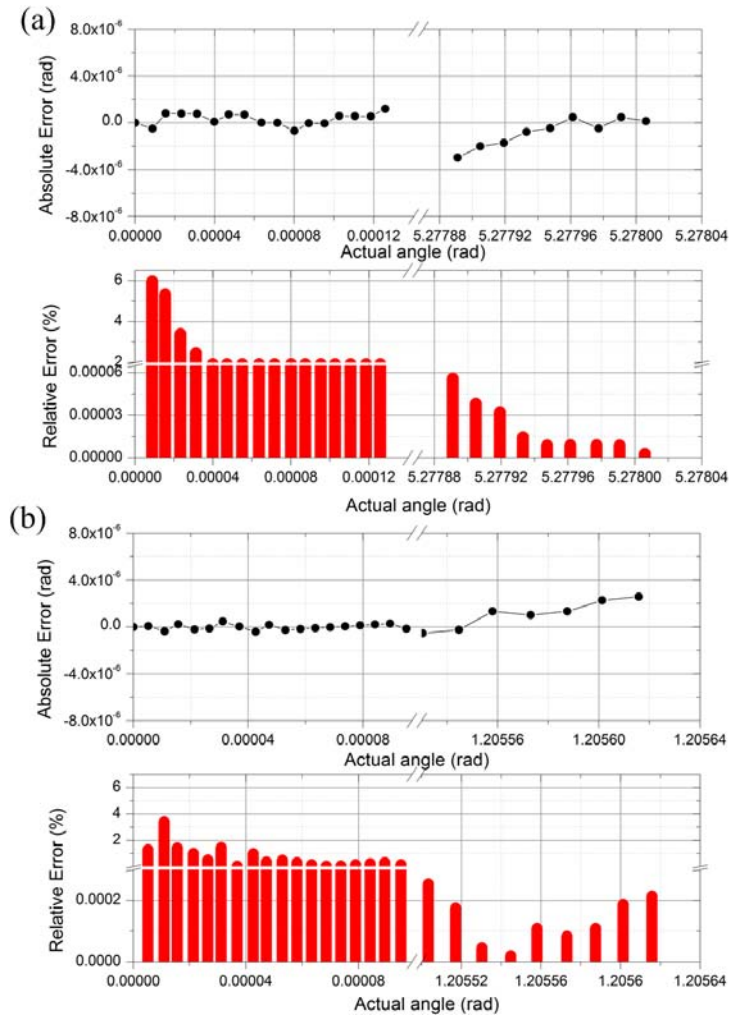 (a)
8.0x10⁻⁶
4.0x10⁻⁶
0.0
-4.0x10⁻⁶
-8.0x10⁻⁶
Absolute Error (rad)
0.00000 0.00004 0.00008 0.00012 5.27788 5.27792 5.27796 5.27800 5.27804
Actual angle (rad)
6
4
2
0.00006
0.00003
0.00000
Relative Error (%)
0.00000 0.00004 0.00008 0.00012 5.27788 5.27792 5.27796 5.27800 5.27804
Actual angle (rad)
(b)
8.0x10⁻⁶
4.0x10⁻⁶
0.0
-4.0x10⁻⁶
-8.0x10⁻⁶
Absolute Error (rad)
0.00000 0.00004 0.00008 1.20556 1.20560 1.20564
Actual angle (rad)
6
4
2
0.0002
0.0000
Relative Error (%)
0.00000 0.00004 0.00008 1.20552 1.20556 1.2056 1.20564
Actual angle (rad)